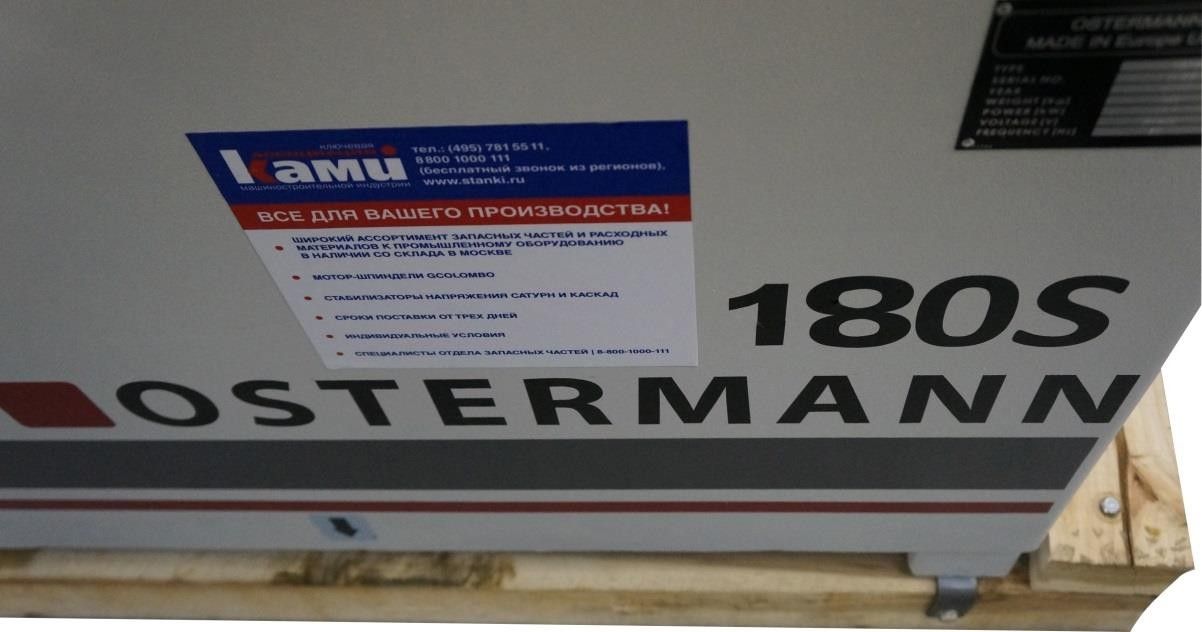 OSTERMANN
MADE IN Europe
TYPE
SERIAL NO.
YEAR
WEIGHT [Kg]
POWER [kW]
VOLTAGE [V]
FREQUENCY [Hz]
ключевая
ассоциация
Ками
машиностроительной индустрии
тел.: (495) 781 55 11,
8 800 1000 111
(бесплатный звонок из регионов),
www.stanki.ru
ВСЕ ДЛЯ ВАШЕГО ПРОИЗВОДСТВА!
• ШИРОКИЙ АССОРТИМЕНТ ЗАПАСНЫХ ЧАСТЕЙ И РАСХОДНЫХ
МАТЕРИАЛОВ К ПРОМЫШЛЕННОМУ ОБОРУДОВАНИЮ
В НАЛИЧИИ СО СКЛАДА В МОСКВЕ
• МОТОР-ШПИНДЕЛИ GCOLOMBO
• СТАБИЛИЗАТОРЫ НАПРЯЖЕНИЯ САТУРН И КАСКАД
• СРОКИ ПОСТАВКИ ОТ ТРЕХ ДНЕЙ
• ИНДИВИДУАЛЬНЫЕ УСЛОВИЯ
• СПЕЦИАЛИСТЫ ОТДЕЛА ЗАПАСНЫХ ЧАСТЕЙ | 8-800-1000-111
180S
OSTERMANN